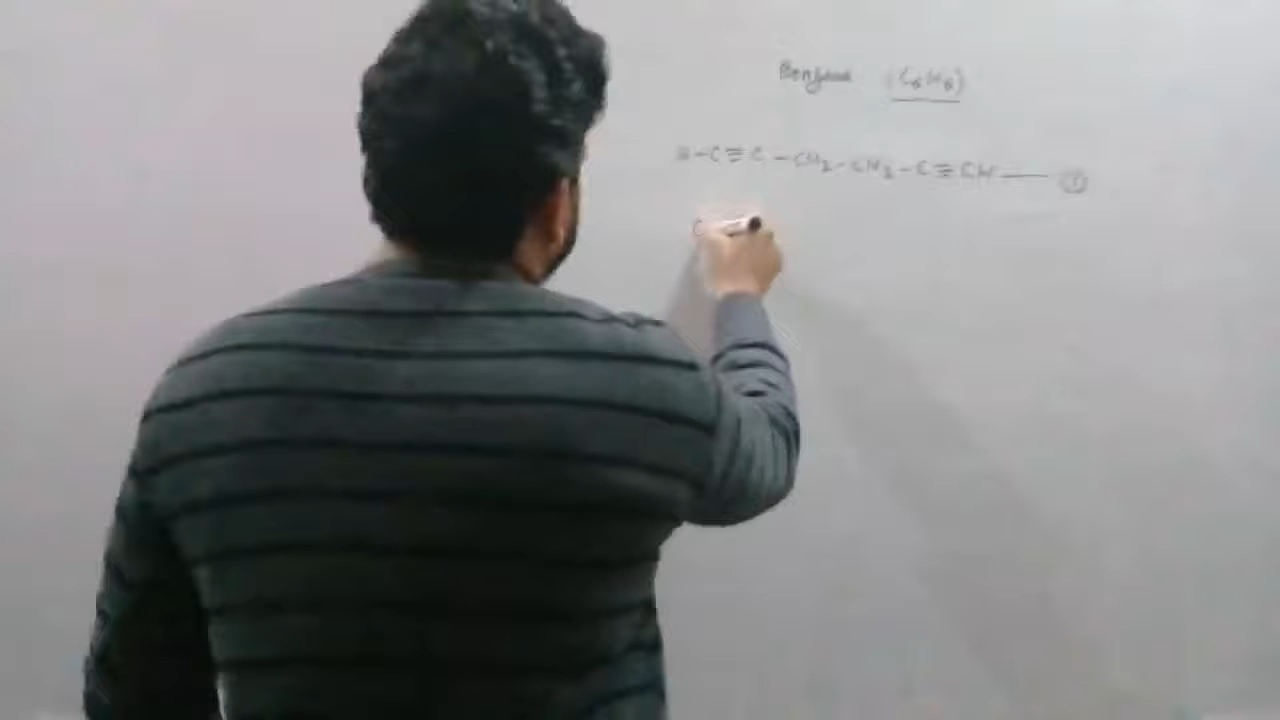 Benzene (C₆H₆)
H-C≡C-CH₂-CH₂-C≡CH — ①
C